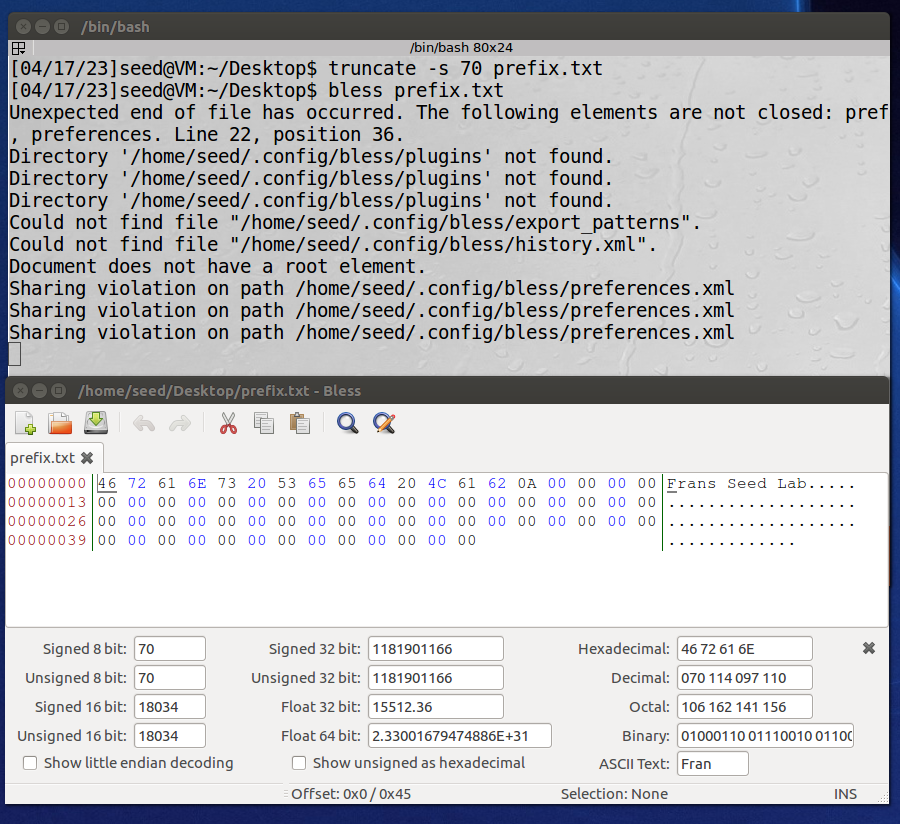 /bin/bash
/bin/bash 80x24
[04/17/23]seed@VM:~/Desktop$ truncate -s 70 prefix.txt
[04/17/23]seed@VM:~/Desktop$ bless prefix.txt
Unexpected end of file has occurred. The following elements are not closed: pref
, preferences. Line 22, position 36.
Directory '/home/seed/.config/bless/plugins' not found.
Directory '/home/seed/.config/bless/plugins' not found.
Directory '/home/seed/.config/bless/plugins' not found.
Could not find file "/home/seed/.config/bless/export_patterns".
Could not find file "/home/seed/.config/bless/history.xml".
Document does not have a root element.
Sharing violation on path /home/seed/.config/bless/preferences.xml
Sharing violation on path /home/seed/.config/bless/preferences.xml
Sharing violation on path /home/seed/.config/bless/preferences.xml
/home/seed/Desktop/prefix.txt - Bless
prefix.txt
00000000 46 72 61 6E 73 20 53 65 65 64 20 4C 61 62 0A 00 00 00 00 Frans Seed Lab.....
00000013 00 00 00 00 00 00 00 00 00 00 00 00 00 00 00 00 00 00 00 ...................
00000026 00 00 00 00 00 00 00 00 00 00 00 00 00 00 00 00 00 00 00 ...................
00000039 00 00 00 00 00 00 00 00 00 00 00 00 00 .............
Signed 8 bit: 70 Signed 32 bit: 1181901166 Hexadecimal: 46 72 61 6E
Unsigned 8 bit: 70 Unsigned 32 bit: 1181901166 Decimal: 070 114 097 110
Signed 16 bit: 18034 Float 32 bit: 15512.36 Octal: 106 162 141 156
Unsigned 16 bit: 18034 Float 64 bit: 2.33001679474886E+31 Binary: 01000110 01110010 01100
Show little endian decoding Show unsigned as hexadecimal ASCII Text: Fran
Offset: 0x0 / 0x45 Selection: None INS